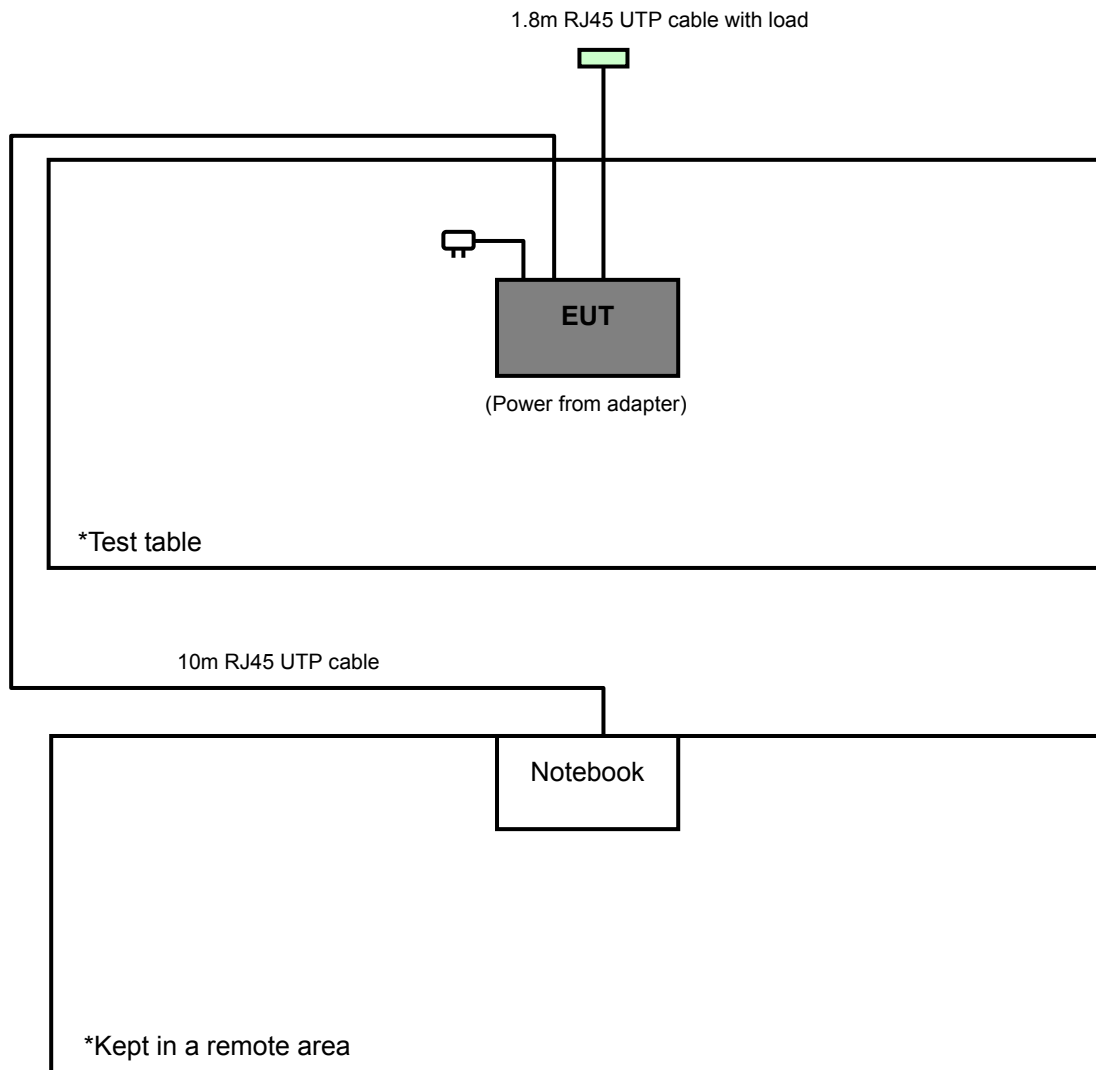 1.8m RJ45 UTP cable with load
EUT
(Power from adapter)
*Test table
10m RJ45 UTP cable
Notebook
*Kept in a remote area